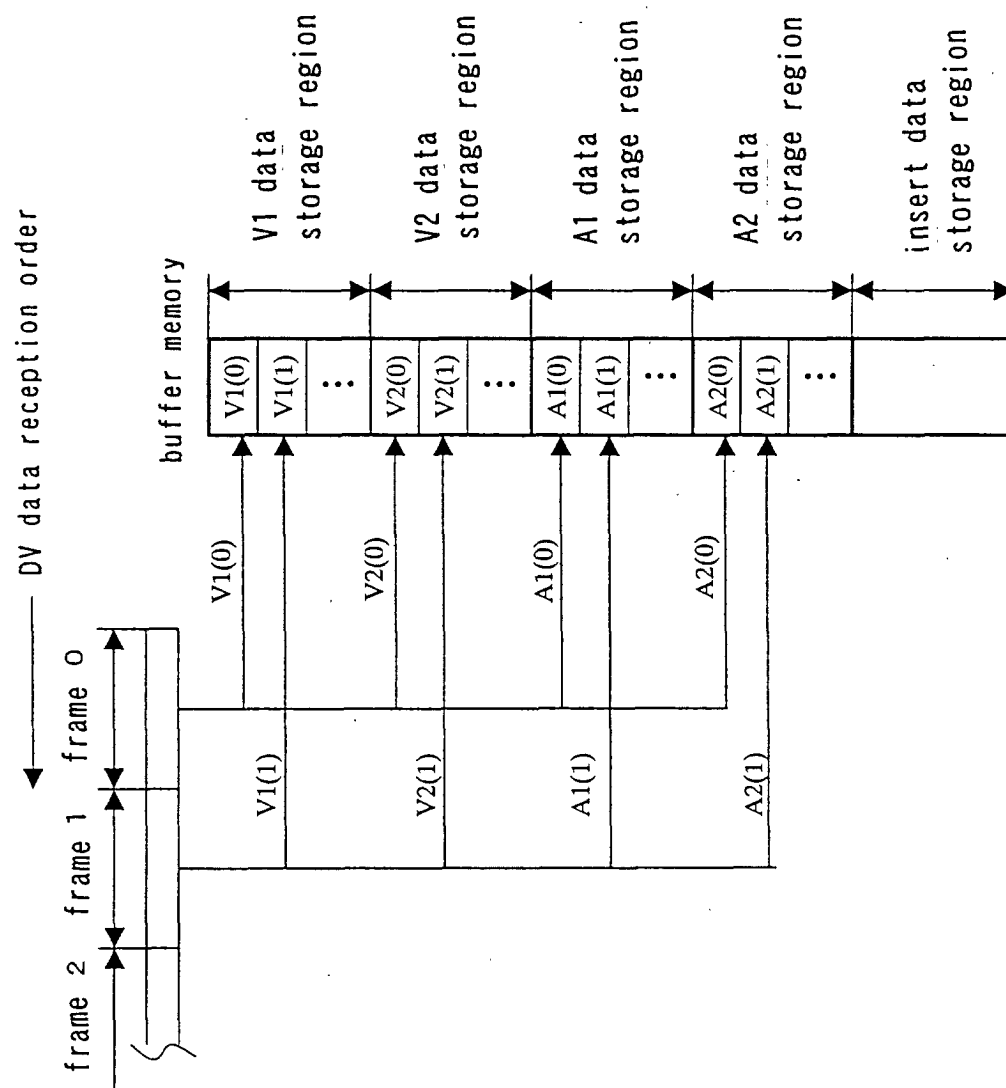 DV data reception order
frame 2
frame 1
frame 0
buffer memory
V1(0)
V1(1)
...
V2(0)
V2(1)
...
A1(0)
A1(1)
...
A2(0)
A2(1)
...
V1 data
storage region
V2 data
storage region
A1 data
storage region
A2 data
storage region
insert data
storage region
V1(0)
V2(0)
A1(0)
A2(0)
V1(1)
V2(1)
A1(1)
A2(1)